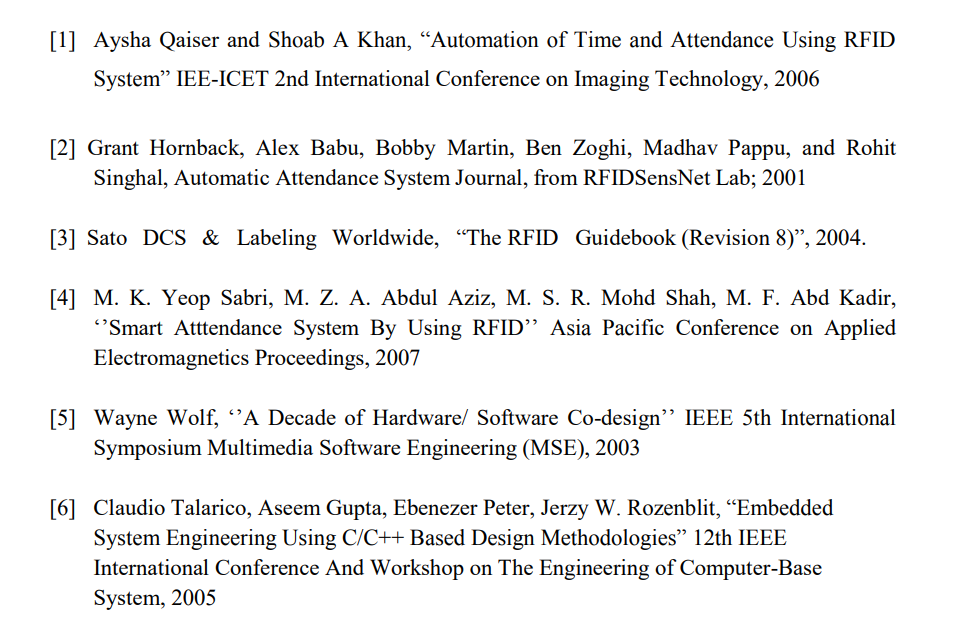 [1] Aysha Qaiser and Shoab A Khan, “Automation of Time and Attendance Using RFID
System” IEE-ICET 2nd International Conference on Imaging Technology, 2006
[2] Grant Hornback, Alex Babu, Bobby Martin, Ben Zoghi, Madhav Pappu, and Rohit
Singhal, Automatic Attendance System Journal, from RFIDSensNet Lab; 2001
[3] Sato DCS & Labeling Worldwide, “The RFID Guidebook (Revision 8)”, 2004.
[4] M. K. Yeop Sabri, M. Z. A. Abdul Aziz, M. S. R. Mohd Shah, M. F. Abd Kadir,
‘’Smart Atttendance System By Using RFID’’ Asia Pacific Conference on Applied
Electromagnetics Proceedings, 2007
[5] Wayne Wolf, ‘’A Decade of Hardware/ Software Co-design’’ IEEE 5th International
Symposium Multimedia Software Engineering (MSE), 2003
[6] Claudio Talarico, Aseem Gupta, Ebenezer Peter, Jerzy W. Rozenblit, “Embedded
System Engineering Using C/C++ Based Design Methodologies” 12th IEEE
International Conference And Workshop on The Engineering of Computer-Base
System, 2005